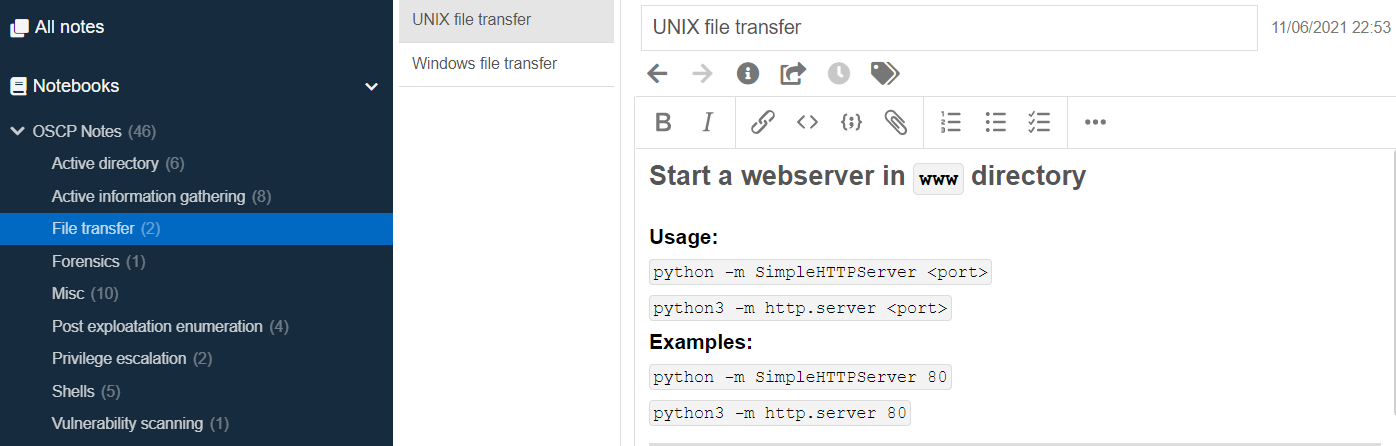 All notes
Notebooks
OSCP Notes (46)
Active directory (6)
Active information gathering (8)
File transfer (2)
Forensics (1)
Misc (10)
Post exploatation enumeration (4)
Privilege escalation (2)
Shells (5)
Vulnerability scanning (1)
UNIX file transfer
Windows file transfer
UNIX file transfer
11/06/2021 22:53
B I
Start a webserver in www directory
Usage:
python -m SimpleHTTPServer <port>
python3 -m http.server <port>
Examples:
python -m SimpleHTTPServer 80
python3 -m http.server 80